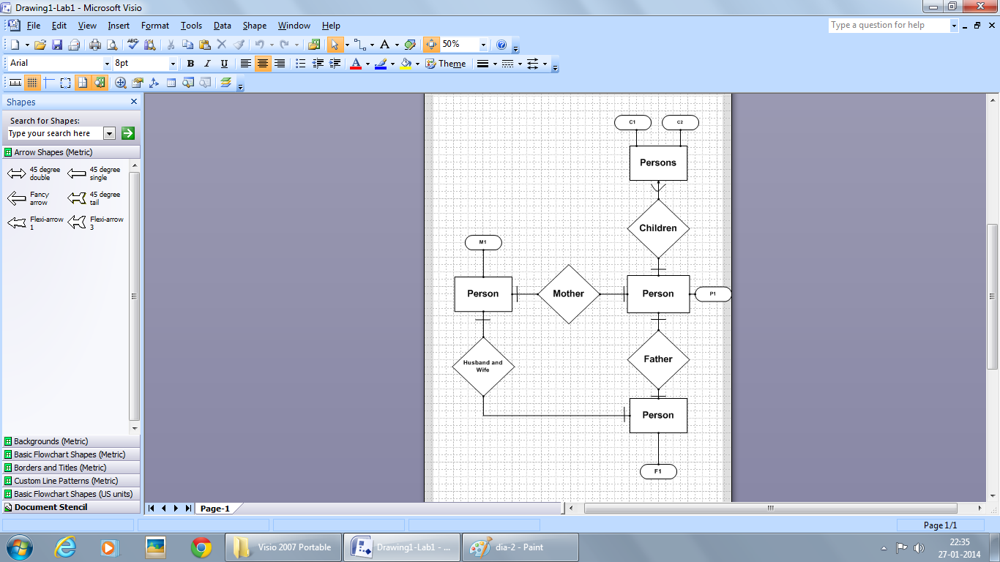 Drawing1-Lab1 - Microsoft Visio
File Edit View Insert Format Tools Data Shape Window Help
Type a question for help
A 50%
Arial 8pt B I U A Theme
Shapes
Search for Shapes:
Type your search here
Arrow Shapes (Metric)
45 degree double
45 degree single
Fancy arrow
45 degree tail
Flexi-arrow 1
Flexi-arrow 3
Backgrounds (Metric)
Basic Flowchart Shapes (Metric)
Borders and Titles (Metric)
Custom Line Patterns (Metric)
Basic Flowchart Shapes (US units)
Document Stencil
C1 C2
Persons
Children
M1
Person Mother Person P1
Husband and
Wife
Father
Person
F1
Page-1
Page 1/1
Visio 2007 Portable
Drawing1-Lab1 - ...
dia-2 - Paint
22:35
27-01-2014